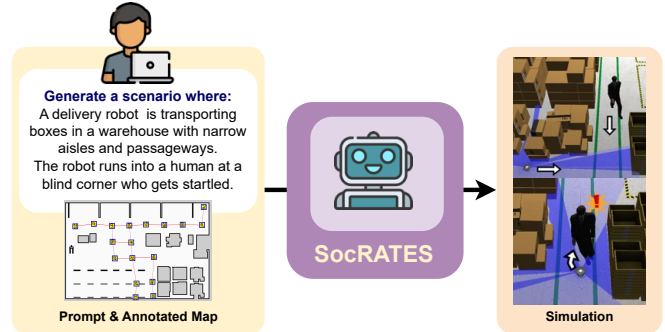 Generate a scenario where:
A delivery robot is transporting
boxes in a warehouse with narrow
aisles and passageways.
The robot runs into a human at a
blind corner who gets startled.
Prompt & Annotated Map
SocRATES
Simulation